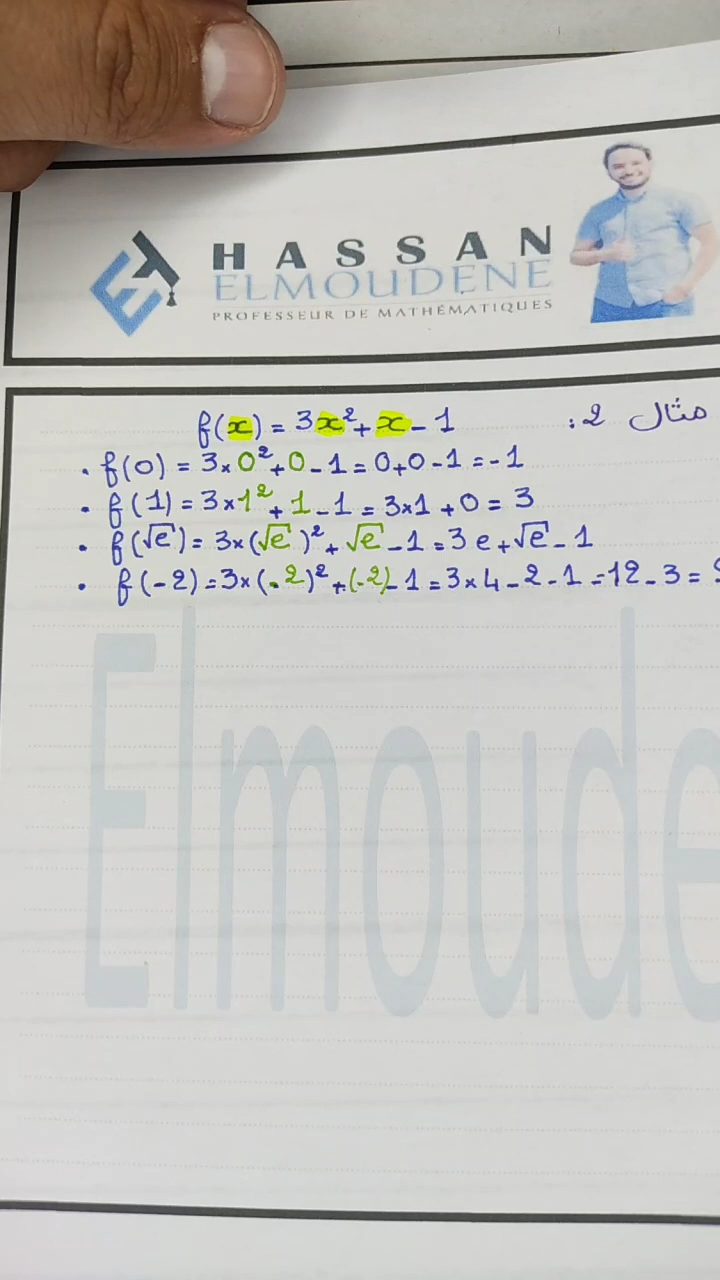 HASSAN
ELMOUDENE
PROFESSEUR DE MATHÉMATIQUES
مثال 2 :
f(x) = 3x² + x - 1
• f(0) = 3×0² + 0 - 1 = 0 + 0 - 1 = -1
• f(1) = 3×1² + 1 - 1 = 3×1 + 0 = 3
• f(√e) = 3×(√e)² + √e - 1 = 3e + √e - 1
• f(-2) = 3×(-2)² + (-2) - 1 = 3×4 - 2 - 1 = 12 - 3 =
Elmoude